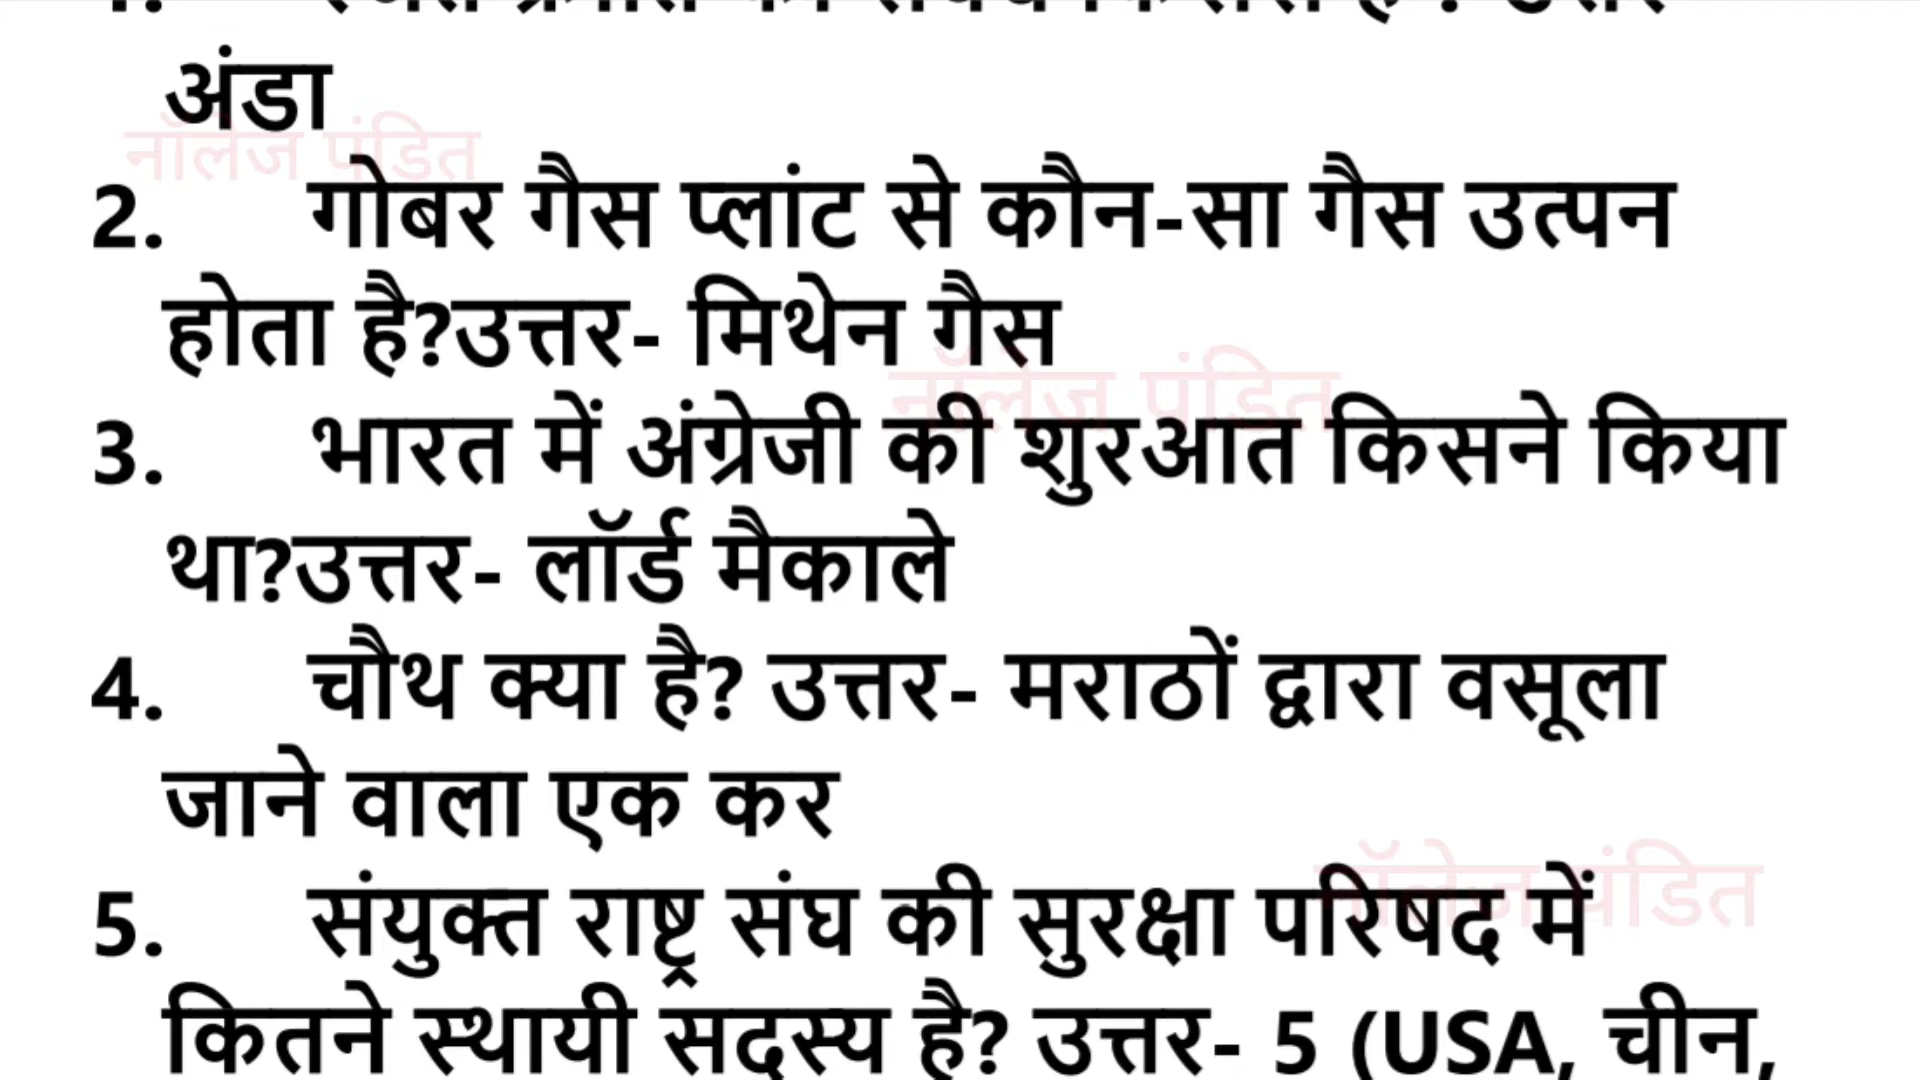 अंडा
नॉलेज पंडित
2. गोबर गैस प्लांट से कौन-सा गैस उत्पन
होता है?उत्तर- मिथेन गैस
नॉलेज पंडित
3. भारत में अंग्रेजी की शुरआत किसने किया
था?उत्तर- लॉर्ड मैकाले
4. चौथ क्या है? उत्तर- मराठों द्वारा वसूला
जाने वाला एक कर
नॉलेज पंडित
5. संयुक्त राष्ट्र संघ की सुरक्षा परिषद में
कितने स्थायी सदस्य है? उत्तर- 5 (USA, चीन,